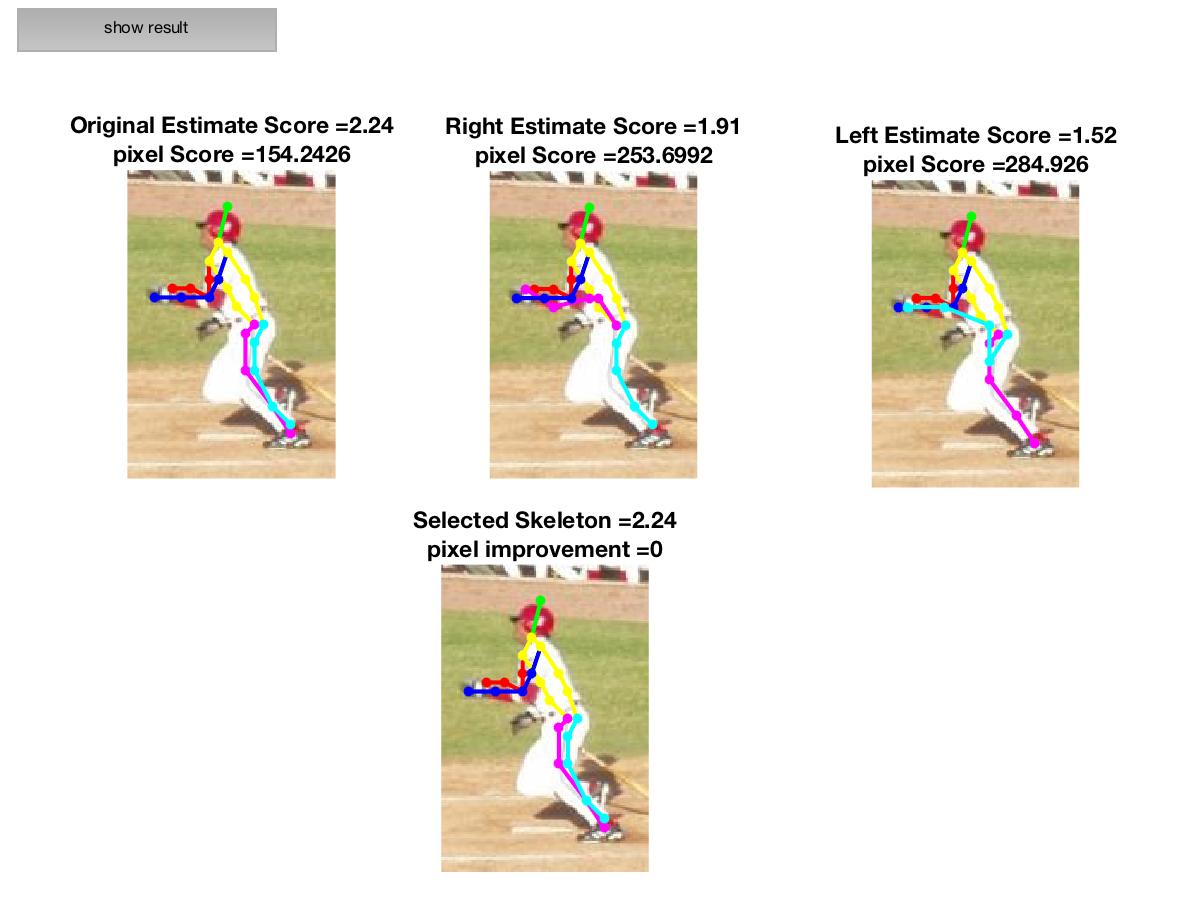 show result
Original Estimate Score =2.24
pixel Score =154.2426
Right Estimate Score =1.91
pixel Score =253.6992
Left Estimate Score =1.52
pixel Score =284.926
Selected Skeleton =2.24
pixel improvement =0